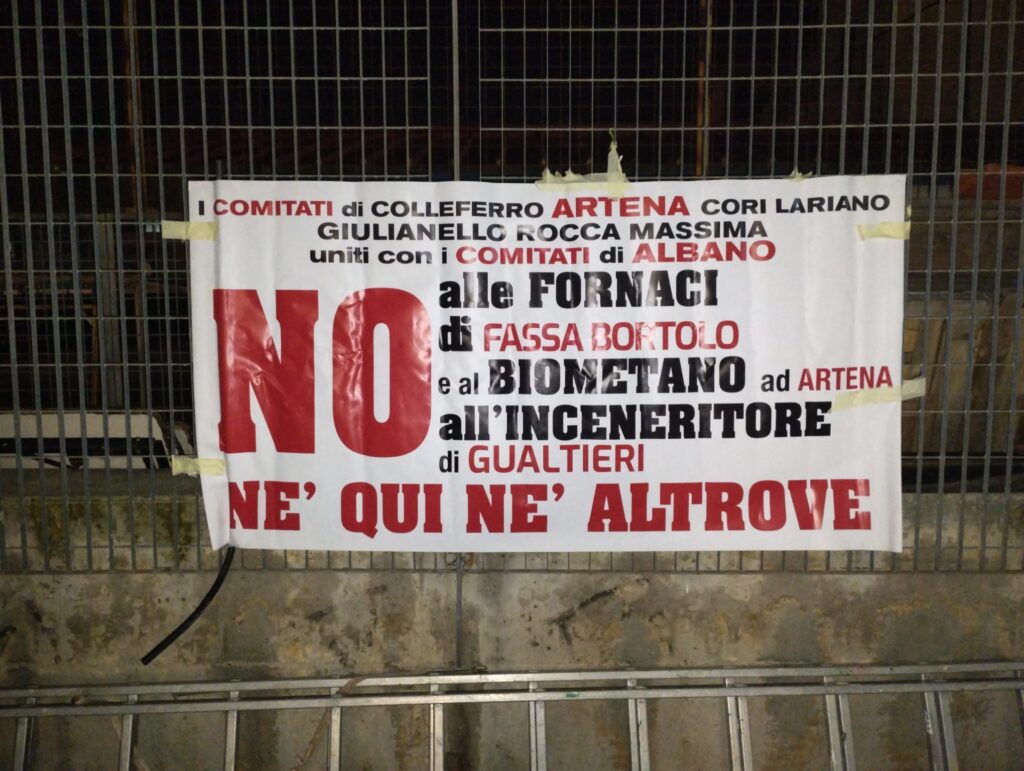 I COMITATI di COLLEFERRO ARTENA CORI LARIANO
GIULIANELLO ROCCA MASSIMA
uniti con i COMITATI di ALBANO
NO
alle FORNACI
di FASSA BORTOLO
e al BIOMETANO ad ARTENA
all'INCENERITORE
di GUALTIERI
NE' QUI NE' ALTROVE